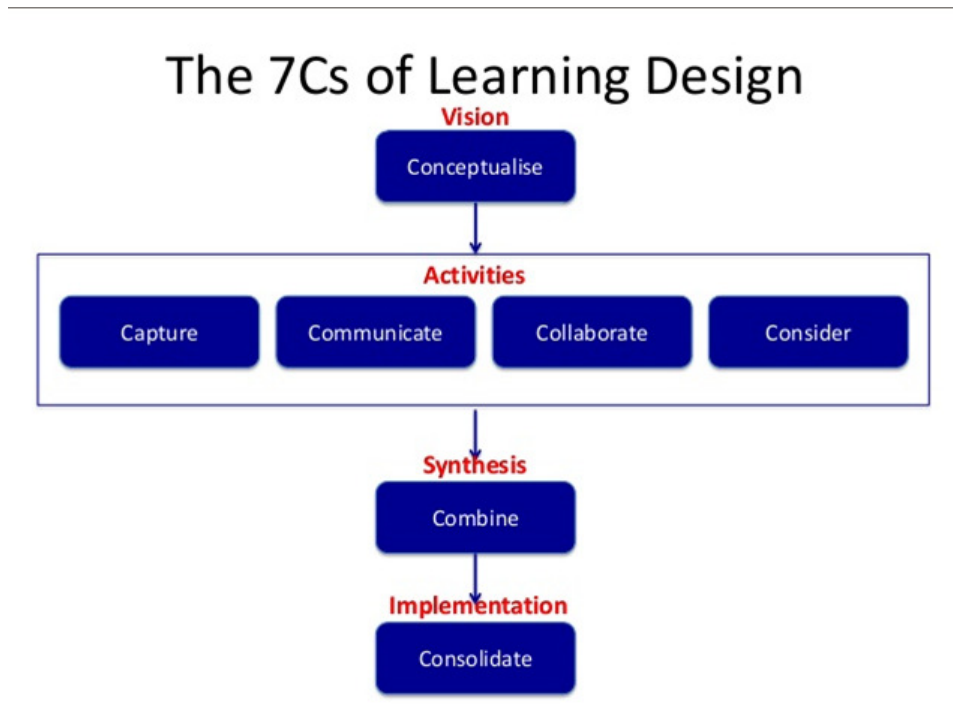 The 7Cs of Learning Design
Vision
Conceptualise
Activities
Capture Communicate Collaborate Consider
Synthesis
Combine
Implementation
Consolidate